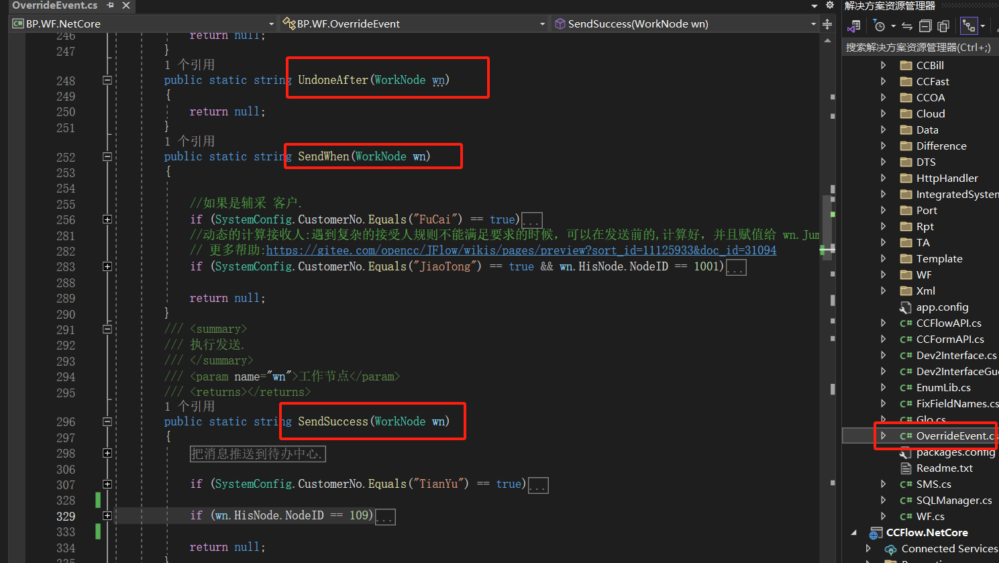 OverrideEvent.cs
C# BP.WF.NetCore
BP.WF.OverrideEvent
SendSuccess(WorkNode wn)
246 return null;
247 }
1 个引用
248 public static string UndoneAfter(WorkNode wn)
249 {
250 return null;
251 }
1 个引用
252 public static string SendWhen(WorkNode wn)
253 {
254
255 //如果是辅采 客户.
256 if (SystemConfig.CustomerNo.Equals("FuCai") == true)...
281 //动态的计算接收人:遇到复杂的接受人规则不能满足要求的时候，可以在发送前的,计算好，并且赋值给 wn.Jum
282 // 更多帮助:https://gitee.com/opencc/JFlow/wikis/pages/preview?sort_id=11125933&doc_id=31094
283 if (SystemConfig.CustomerNo.Equals("JiaoTong") == true && wn.HisNode.NodeID == 1001)...
288
289 return null;
290 }
291 /// <summary>
292 /// 执行发送.
293 /// </summary>
294 /// <param name="wn">工作节点</param>
295 /// <returns></returns>
1 个引用
296 public static string SendSuccess(WorkNode wn)
297 {
298 把消息推送到待办中心.
306
307 if (SystemConfig.CustomerNo.Equals("TianYu") == true)...
328
329 if (wn.HisNode.NodeID == 109)...
333
334 return null;
335 }
解决方案资源管理器
搜索解决方案资源管理器(Ctrl+;)
CCBill
CCFast
CCOA
Cloud
Data
Difference
DTS
HttpHandler
IntegratedSystem
Port
Rpt
TA
Template
WF
Xml
app.config
C# CCFlowAPI.cs
C# CCFormAPI.cs
C# Dev2Interface.cs
C# Dev2InterfaceGue
C# EnumLib.cs
C# FixFieldNames.cs
C# Glo.cs
C# OverrideEvent.cs
packages.config
Readme.txt
C# SMS.cs
C# SQLManager.cs
C# WF.cs
CCFlow.NetCore
Connected Services